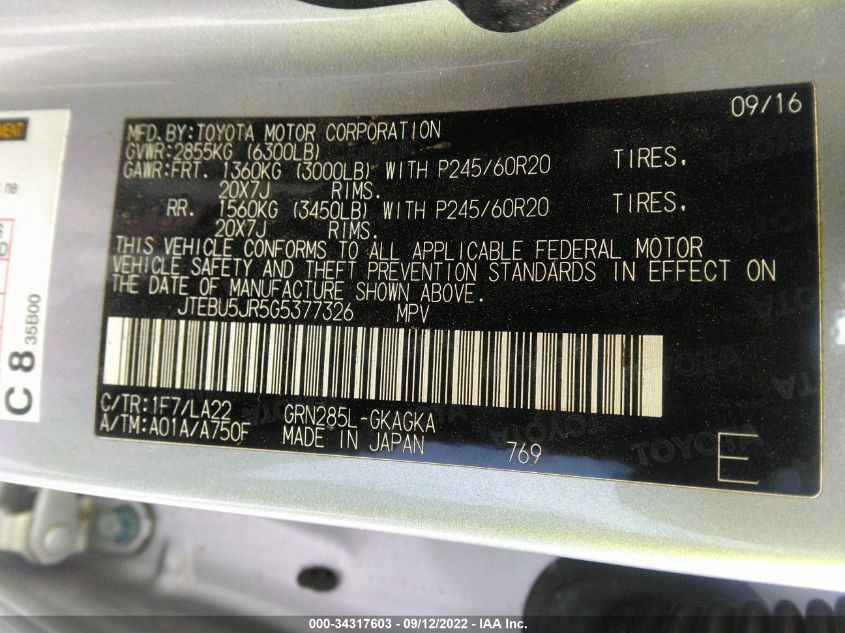 09/16
MFD.BY:TOYOTA MOTOR CORPORATION
GVWR:2855KG (6300LB)
GAWR:FRT. 1360KG (3000LB) WITH P245/60R20 TIRES.
20X7J RIMS.
RR. 1560KG (3450LB) WITH P245/60R20 TIRES.
20X7J RIMS.
THIS VEHICLE CONFORMS TO ALL APPLICABLE FEDERAL MOTOR
VEHICLE SAFETY AND THEFT PREVENTION STANDARDS IN EFFECT ON
THE DATE OF MANUFACTURE SHOWN ABOVE.
JTEBU5JR5G5377326 MPV
C/TR:1F7/LA22 GRN285L-GKAGKA
A/TM:A01A/A750F MADE IN JAPAN 769 E
C 8 35B00
TOYOTA
000-34317603 - 09/12/2022 - IAA Inc.